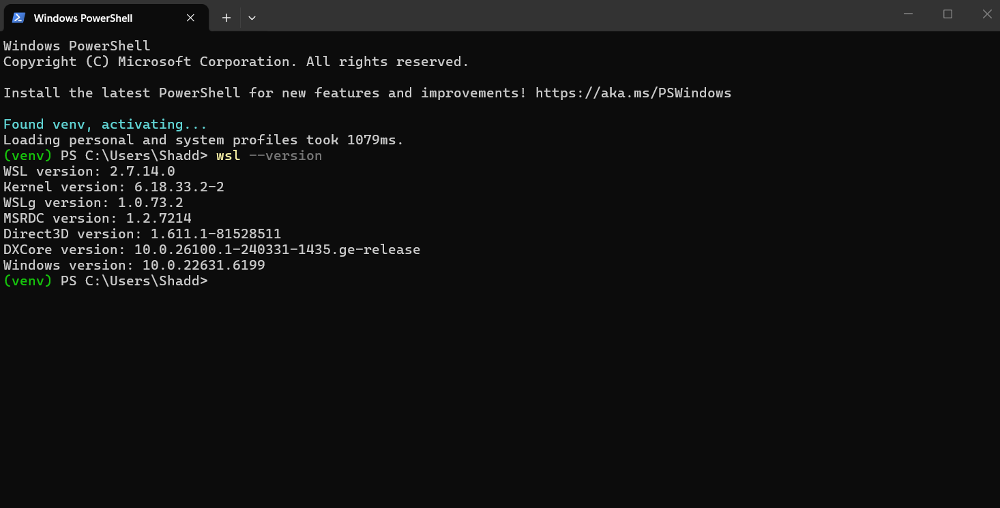 Windows PowerShell
Windows PowerShell
Copyright (C) Microsoft Corporation. All rights reserved.
Install the latest PowerShell for new features and improvements! https://aka.ms/PSWindows
Found venv, activating...
Loading personal and system profiles took 1079ms.
(venv) PS C:\Users\Shadd> wsl --version
WSL version: 2.7.14.0
Kernel version: 6.18.33.2-2
WSLg version: 1.0.73.2
MSRDC version: 1.2.7214
Direct3D version: 1.611.1-81528511
DXCore version: 10.0.26100.1-240331-1435.ge-release
Windows version: 10.0.22631.6199
(venv) PS C:\Users\Shadd>